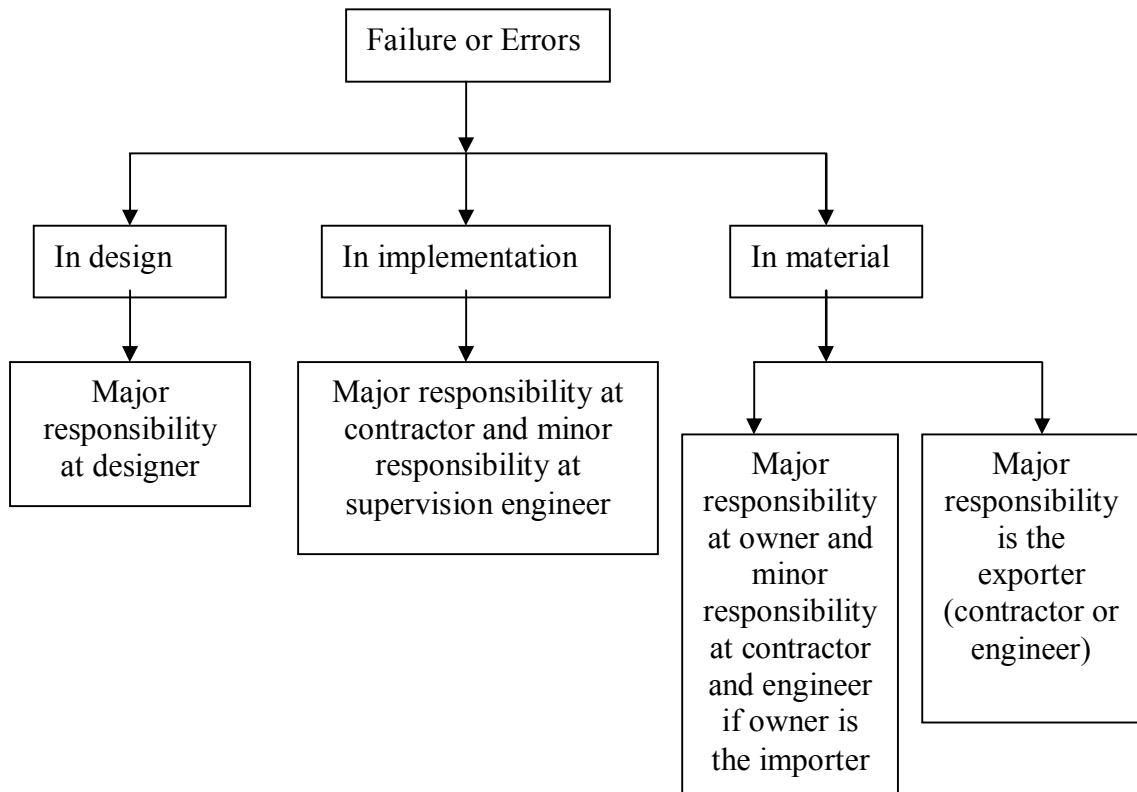 Failure or Errors
In design
In implementation
In material
Major
responsibility
at designer
Major responsibility at
contractor and minor
responsibility at
supervision engineer
Major
responsibility
at owner and
minor
responsibility
at contractor
and engineer
if owner is
the importer
Major
responsibility
is the
exporter
(contractor or
engineer)